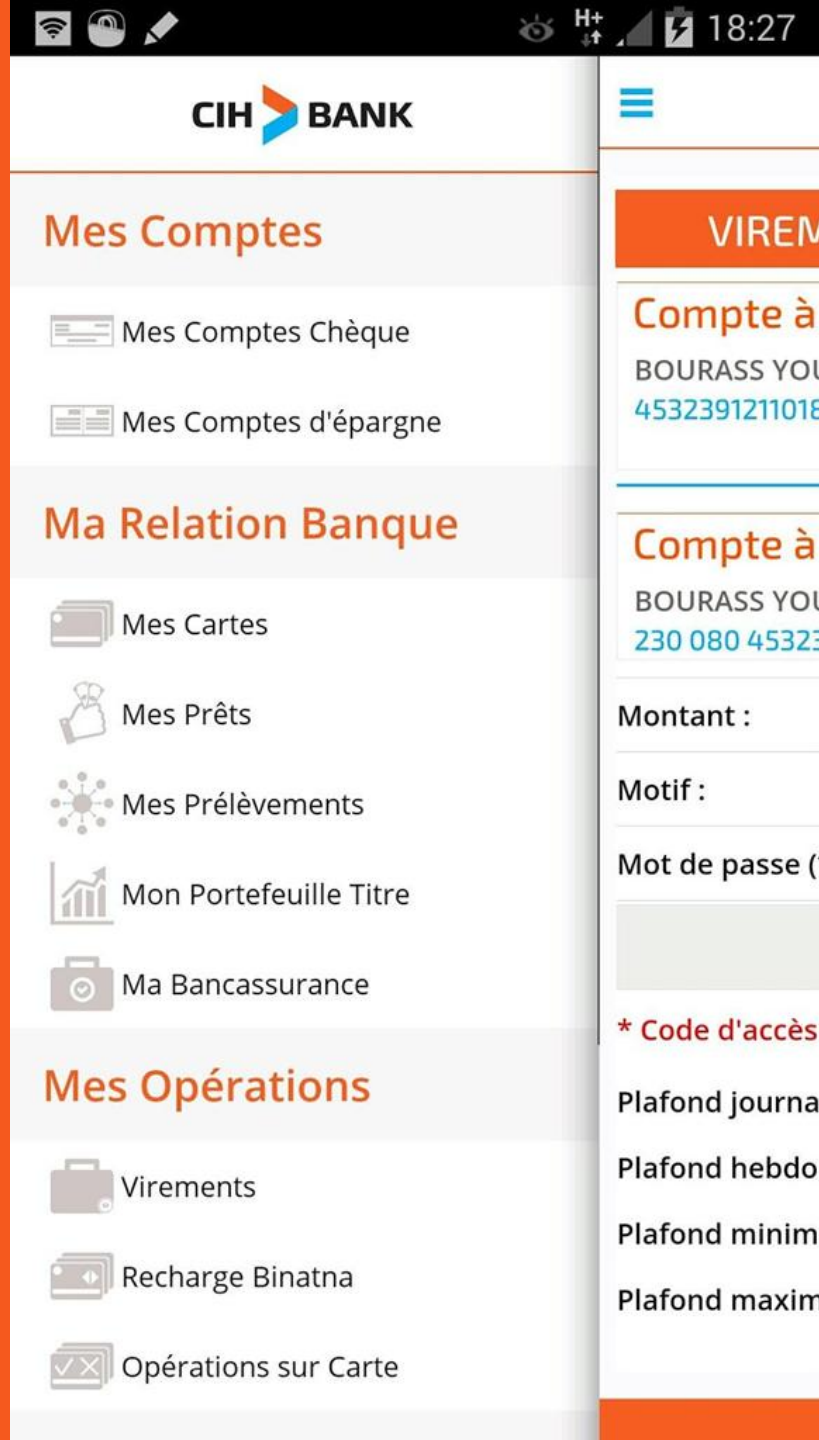 H+
18:27
CIH BANK
Mes Comptes
Mes Comptes Chèque
Mes Comptes d'épargne
Ma Relation Banque
Mes Cartes
Mes Prêts
Mes Prélèvements
Mon Portefeuille Titre
Ma Bancassurance
Mes Opérations
Virements
Recharge Binatna
Opérations sur Carte
VIREM
Compte à
BOURASS YOU
4532391211018
Compte à
BOURASS YOU
230 080 45323
Montant :
Motif :
Mot de passe (*
* Code d'accès
Plafond journa
Plafond hebdo
Plafond minim
Plafond maxim